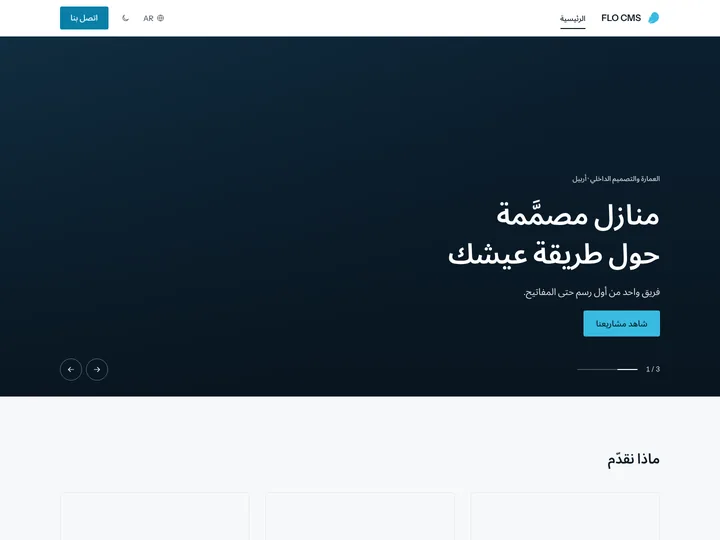 FLO CMS
الرئيسية
AR
اتصل بنا
العمارة والتصميم الداخلي · أربيل
منازل مصمَّمة
حول طريقة عيشك
فريق واحد من أول رسم حتى المفاتيح.
شاهد مشاريعنا
1 / 3
ماذا نقدّم